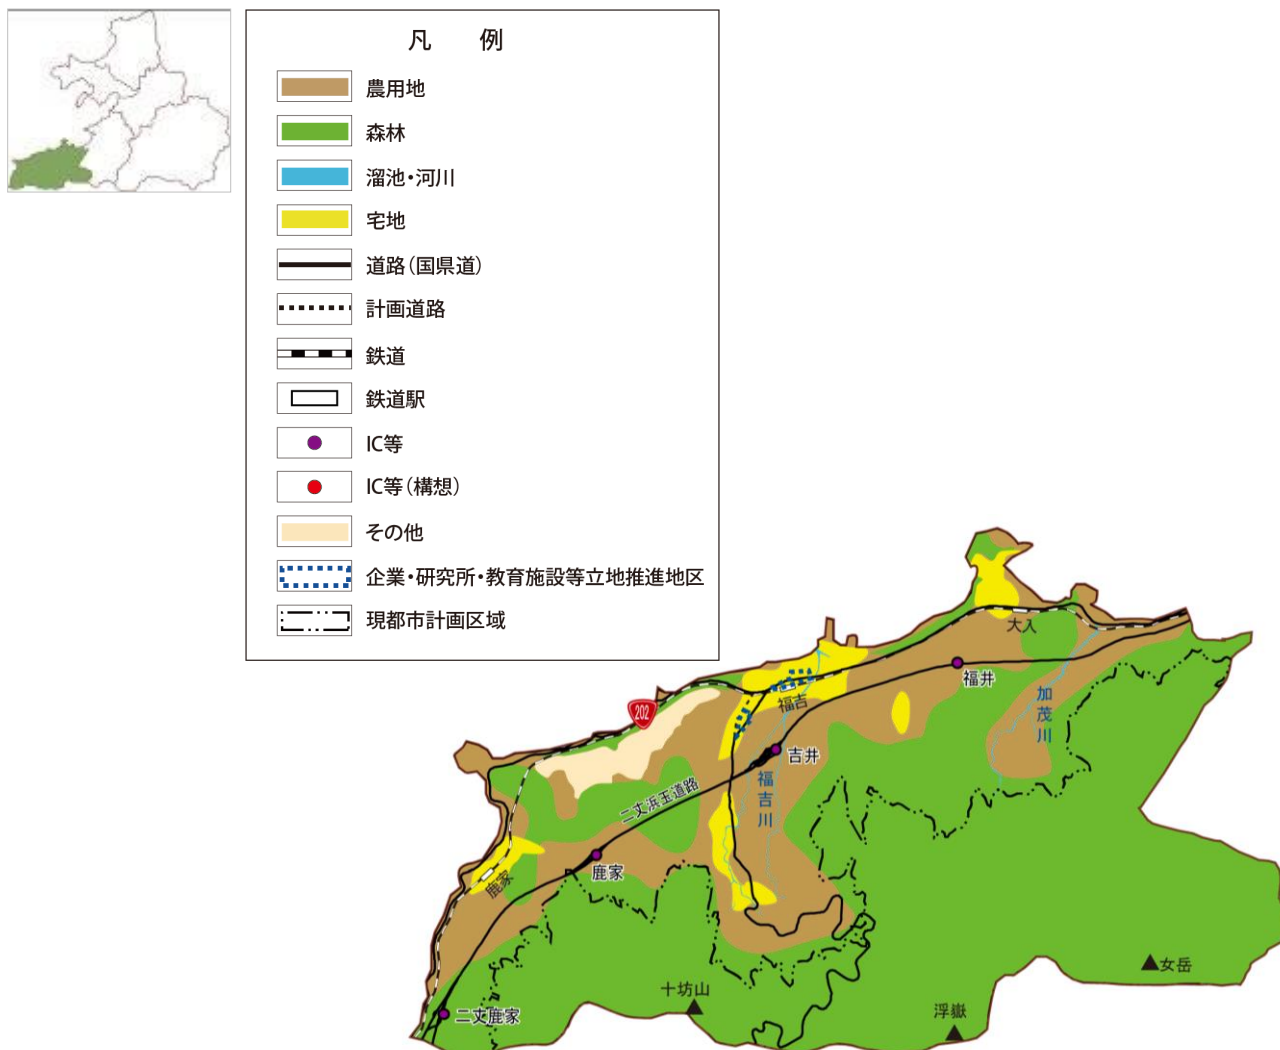 凡 例
農用地
森林
溜池・河川
宅地
道路（国県道）
計画道路
鉄道
鉄道駅
IC等
IC等（構想）
その他
企業・研究所・教育施設等立地推進地区
現都市計画区域
大入
福井
加茂川
福吉
202
吉井
福吉川
二丈浜玉道路
鹿家
鹿家
女岳
十坊山
浮嶽
二丈鹿家